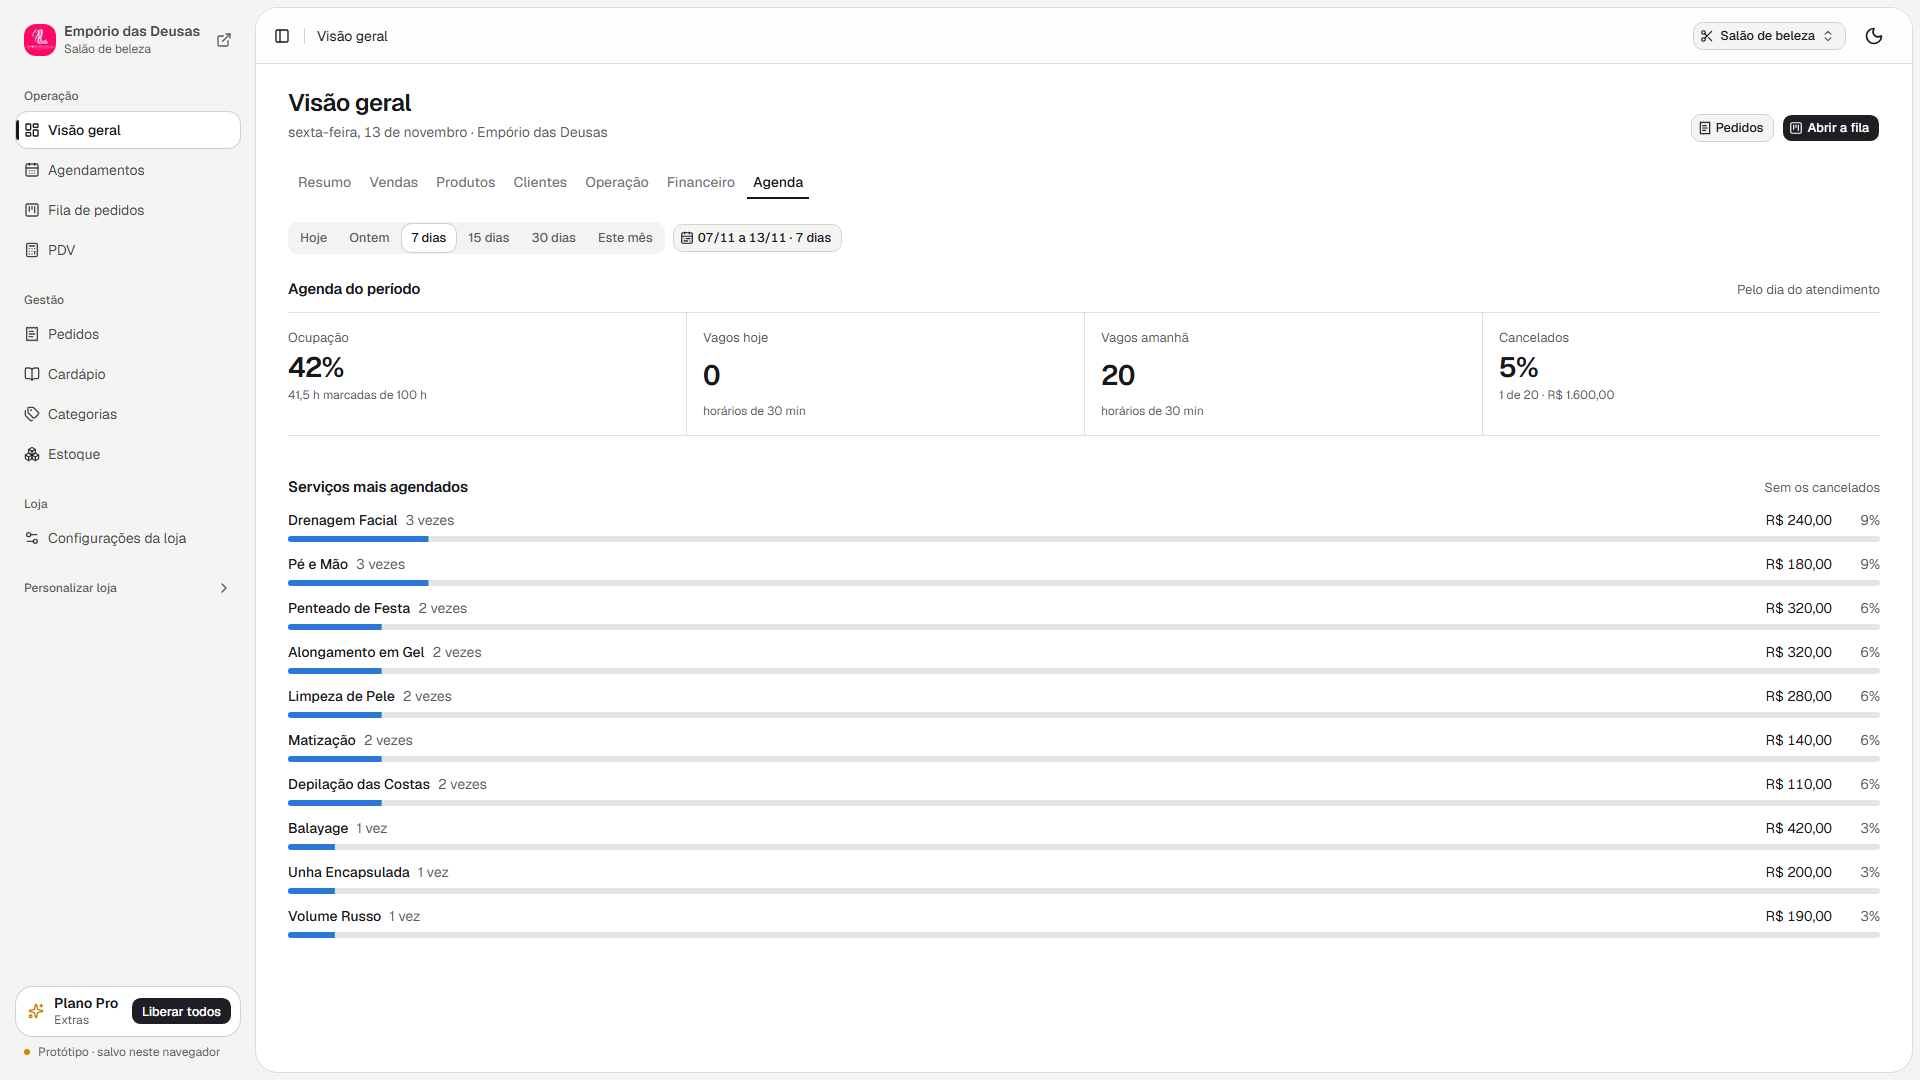 Empório das Deusas
Salão de beleza
Operação
Visão geral
Agendamentos
Fila de pedidos
PDV
Gestão
Pedidos
Cardápio
Categorias
Estoque
Loja
Configurações da loja
Personalizar loja
Plano Pro
Extras
Liberar todos
Protótipo · salvo neste navegador
Visão geral
Salão de beleza
Visão geral
sexta-feira, 13 de novembro · Empório das Deusas
Pedidos
Abrir a fila
Resumo Vendas Produtos Clientes Operação Financeiro Agenda
Hoje Ontem 7 dias 15 dias 30 dias Este mês 07/11 a 13/11 · 7 dias
Agenda do período
Pelo dia do atendimento
Ocupação
42%
41,5 h marcadas de 100 h
Vagos hoje
0
horários de 30 min
Vagos amanhã
20
horários de 30 min
Cancelados
5%
1 de 20 · R$ 1.600,00
Serviços mais agendados
Sem os cancelados
Drenagem Facial 3 vezes R$ 240,00 9%
Pé e Mão 3 vezes R$ 180,00 9%
Penteado de Festa 2 vezes R$ 320,00 6%
Alongamento em Gel 2 vezes R$ 320,00 6%
Limpeza de Pele 2 vezes R$ 280,00 6%
Matização 2 vezes R$ 140,00 6%
Depilação das Costas 2 vezes R$ 110,00 6%
Balayage 1 vez R$ 420,00 3%
Unha Encapsulada 1 vez R$ 200,00 3%
Volume Russo 1 vez R$ 190,00 3%